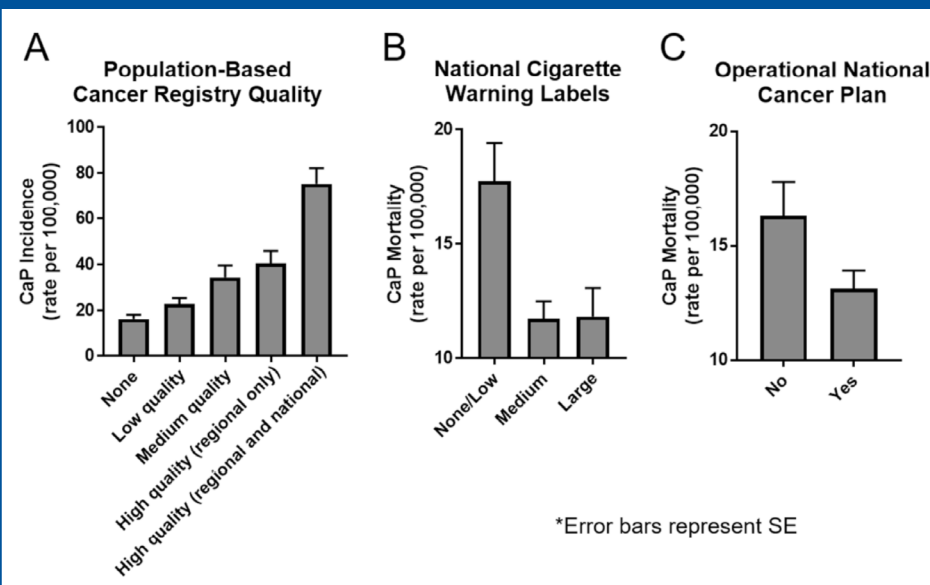 A
Population-Based
Cancer Registry Quality
CaP Incidence
(rate per 100,000)
100
80
60
40
20
0
None
Low quality
Medium quality
High quality (regional only)
High quality (regional and national)
B
National Cigarette
Warning Labels
CaP Mortality
(rate per 100,000)
20
15
10
None/Low
Medium
Large
C
Operational National
Cancer Plan
CaP Mortality
(rate per 100,000)
20
15
10
No
Yes
*Error bars represent SE